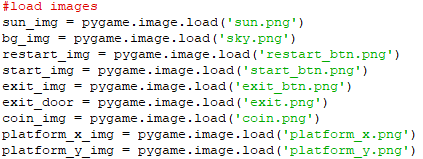 #load images
sun_img = pygame.image.load('sun.png')
bg_img = pygame.image.load('sky.png')
restart_img = pygame.image.load('restart_btn.png')
start_img = pygame.image.load('start_btn.png')
exit_img = pygame.image.load('exit_btn.png')
exit_door = pygame.image.load('exit.png')
coin_img = pygame.image.load('coin.png')
platform_x_img = pygame.image.load('platform_x.png')
platform_y_img = pygame.image.load('platform_y.png')